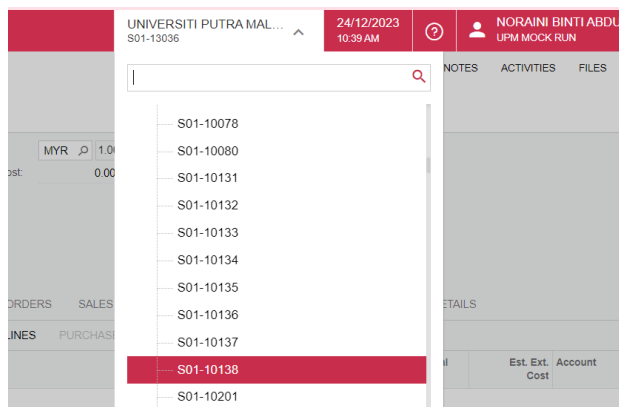 UNIVERSITI PUTRA MAL...
S01-13036
24/12/2023
10:39 AM
NORAINI BINTI ABDU
UPM MOCK RUN
NOTES ACTIVITIES FILES
S01-10078
S01-10080
MYR 1.00
S01-10131
ost: 0.00
S01-10132
S01-10133
S01-10134
S01-10135
ORDERS SALES ETAILS
S01-10136
LINES PURCHAS
S01-10137
S01-10138
Est. Ext. Cost Account
S01-10201